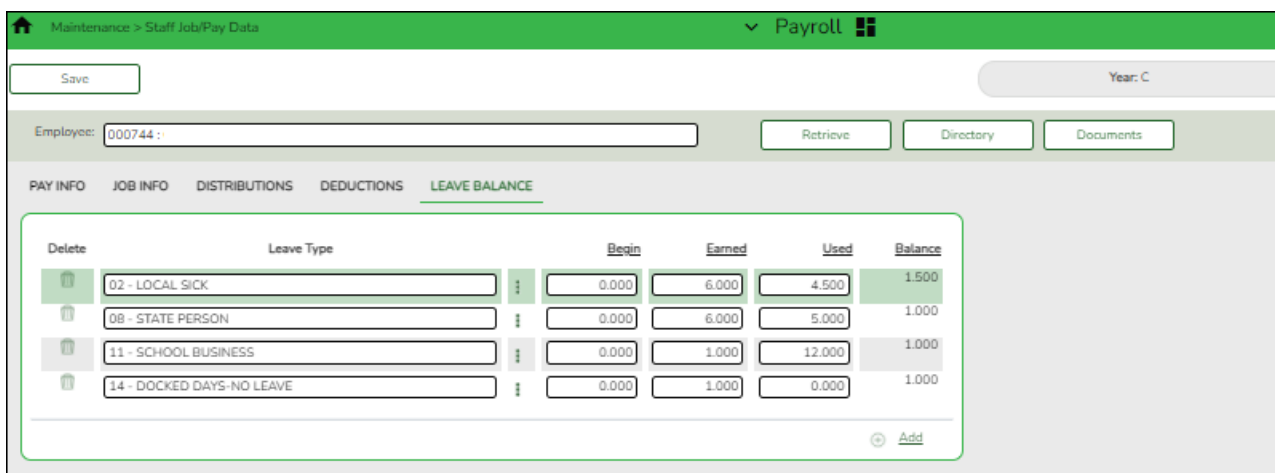 Maintenance > Staff Job/Pay Data Payroll
Save Year: C
Employee: 000744 : Retrieve Directory Documents
PAY INFO JOB INFO DISTRIBUTIONS DEDUCTIONS LEAVE BALANCE
Delete Leave Type Begin Earned Used Balance
02 - LOCAL SICK 0.000 6.000 4.500 1.500
08 - STATE PERSON 0.000 6.000 5.000 1.000
11 - SCHOOL BUSINESS 0.000 1.000 12.000 1.000
14 - DOCKED DAYS-NO LEAVE 0.000 1.000 0.000 1.000
Add